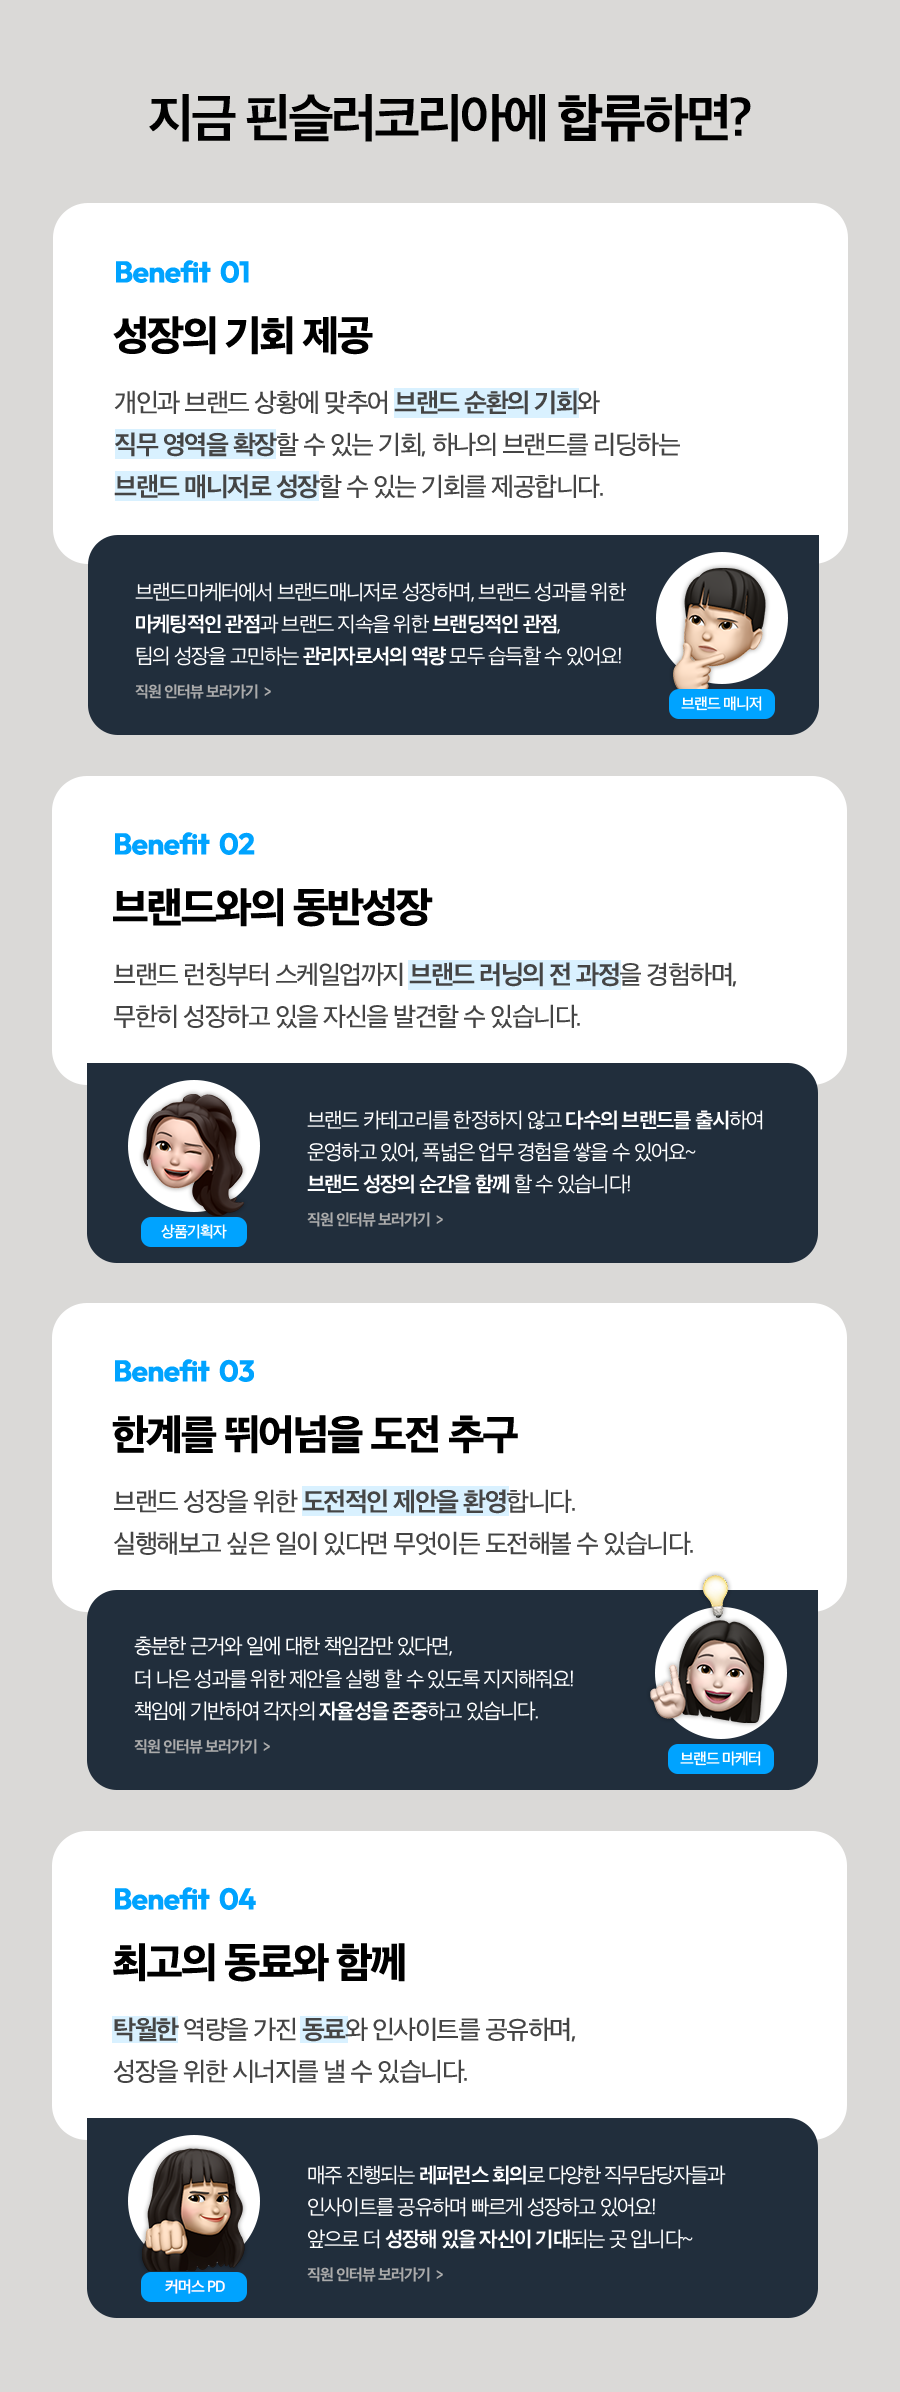 지금 핀슬러코리아에 합류하면?
Benefit 01
성장의 기회 제공
개인과 브랜드 상황에 맞추어 브랜드 순환의 기회와
직무 영역을 확장할 수 있는 기회, 하나의 브랜드를 리딩하는
브랜드 매니저로 성장할 수 있는 기회를 제공합니다.
브랜드마케터에서 브랜드매니저로 성장하며, 브랜드 성과를 위한
마케팅적인 관점과 브랜드 지속을 위한 브랜딩적인 관점,
팀의 성장을 고민하는 관리자로서의 역량 모두 습득할 수 있어요!
직원 인터뷰 보러가기 >
브랜드 매니저
Benefit 02
브랜드와의 동반성장
브랜드 런칭부터 스케일업까지 브랜드 러닝의 전 과정을 경험하며,
무한히 성장하고 있을 자신을 발견할 수 있습니다.
브랜드 카테고리를 한정하지 않고 다수의 브랜드를 출시하여
운영하고 있어, 폭넓은 업무 경험을 쌓을 수 있어요~
브랜드 성장의 순간을 함께 할 수 있습니다!
직원 인터뷰 보러가기 >
상품기획자
Benefit 03
한계를 뛰어넘을 도전 추구
브랜드 성장을 위한 도전적인 제안을 환영합니다.
실행해보고 싶은 일이 있다면 무엇이든 도전해볼 수 있습니다.
충분한 근거와 일에 대한 책임감만 있다면,
더 나은 성과를 위한 제안을 실행 할 수 있도록 지지해줘요!
책임에 기반하여 각자의 자율성을 존중하고 있습니다.
직원 인터뷰 보러가기 >
브랜드 마케터
Benefit 04
최고의 동료와 함께
탁월한 역량을 가진 동료와 인사이트를 공유하며,
성장을 위한 시너지를 낼 수 있습니다.
매주 진행되는 레퍼런스 회의로 다양한 직무담당자들과
인사이트를 공유하며 빠르게 성장하고 있어요!
앞으로 더 성장해 있을 자신이 기대되는 곳 입니다~
직원 인터뷰 보러가기 >
커머스 PD